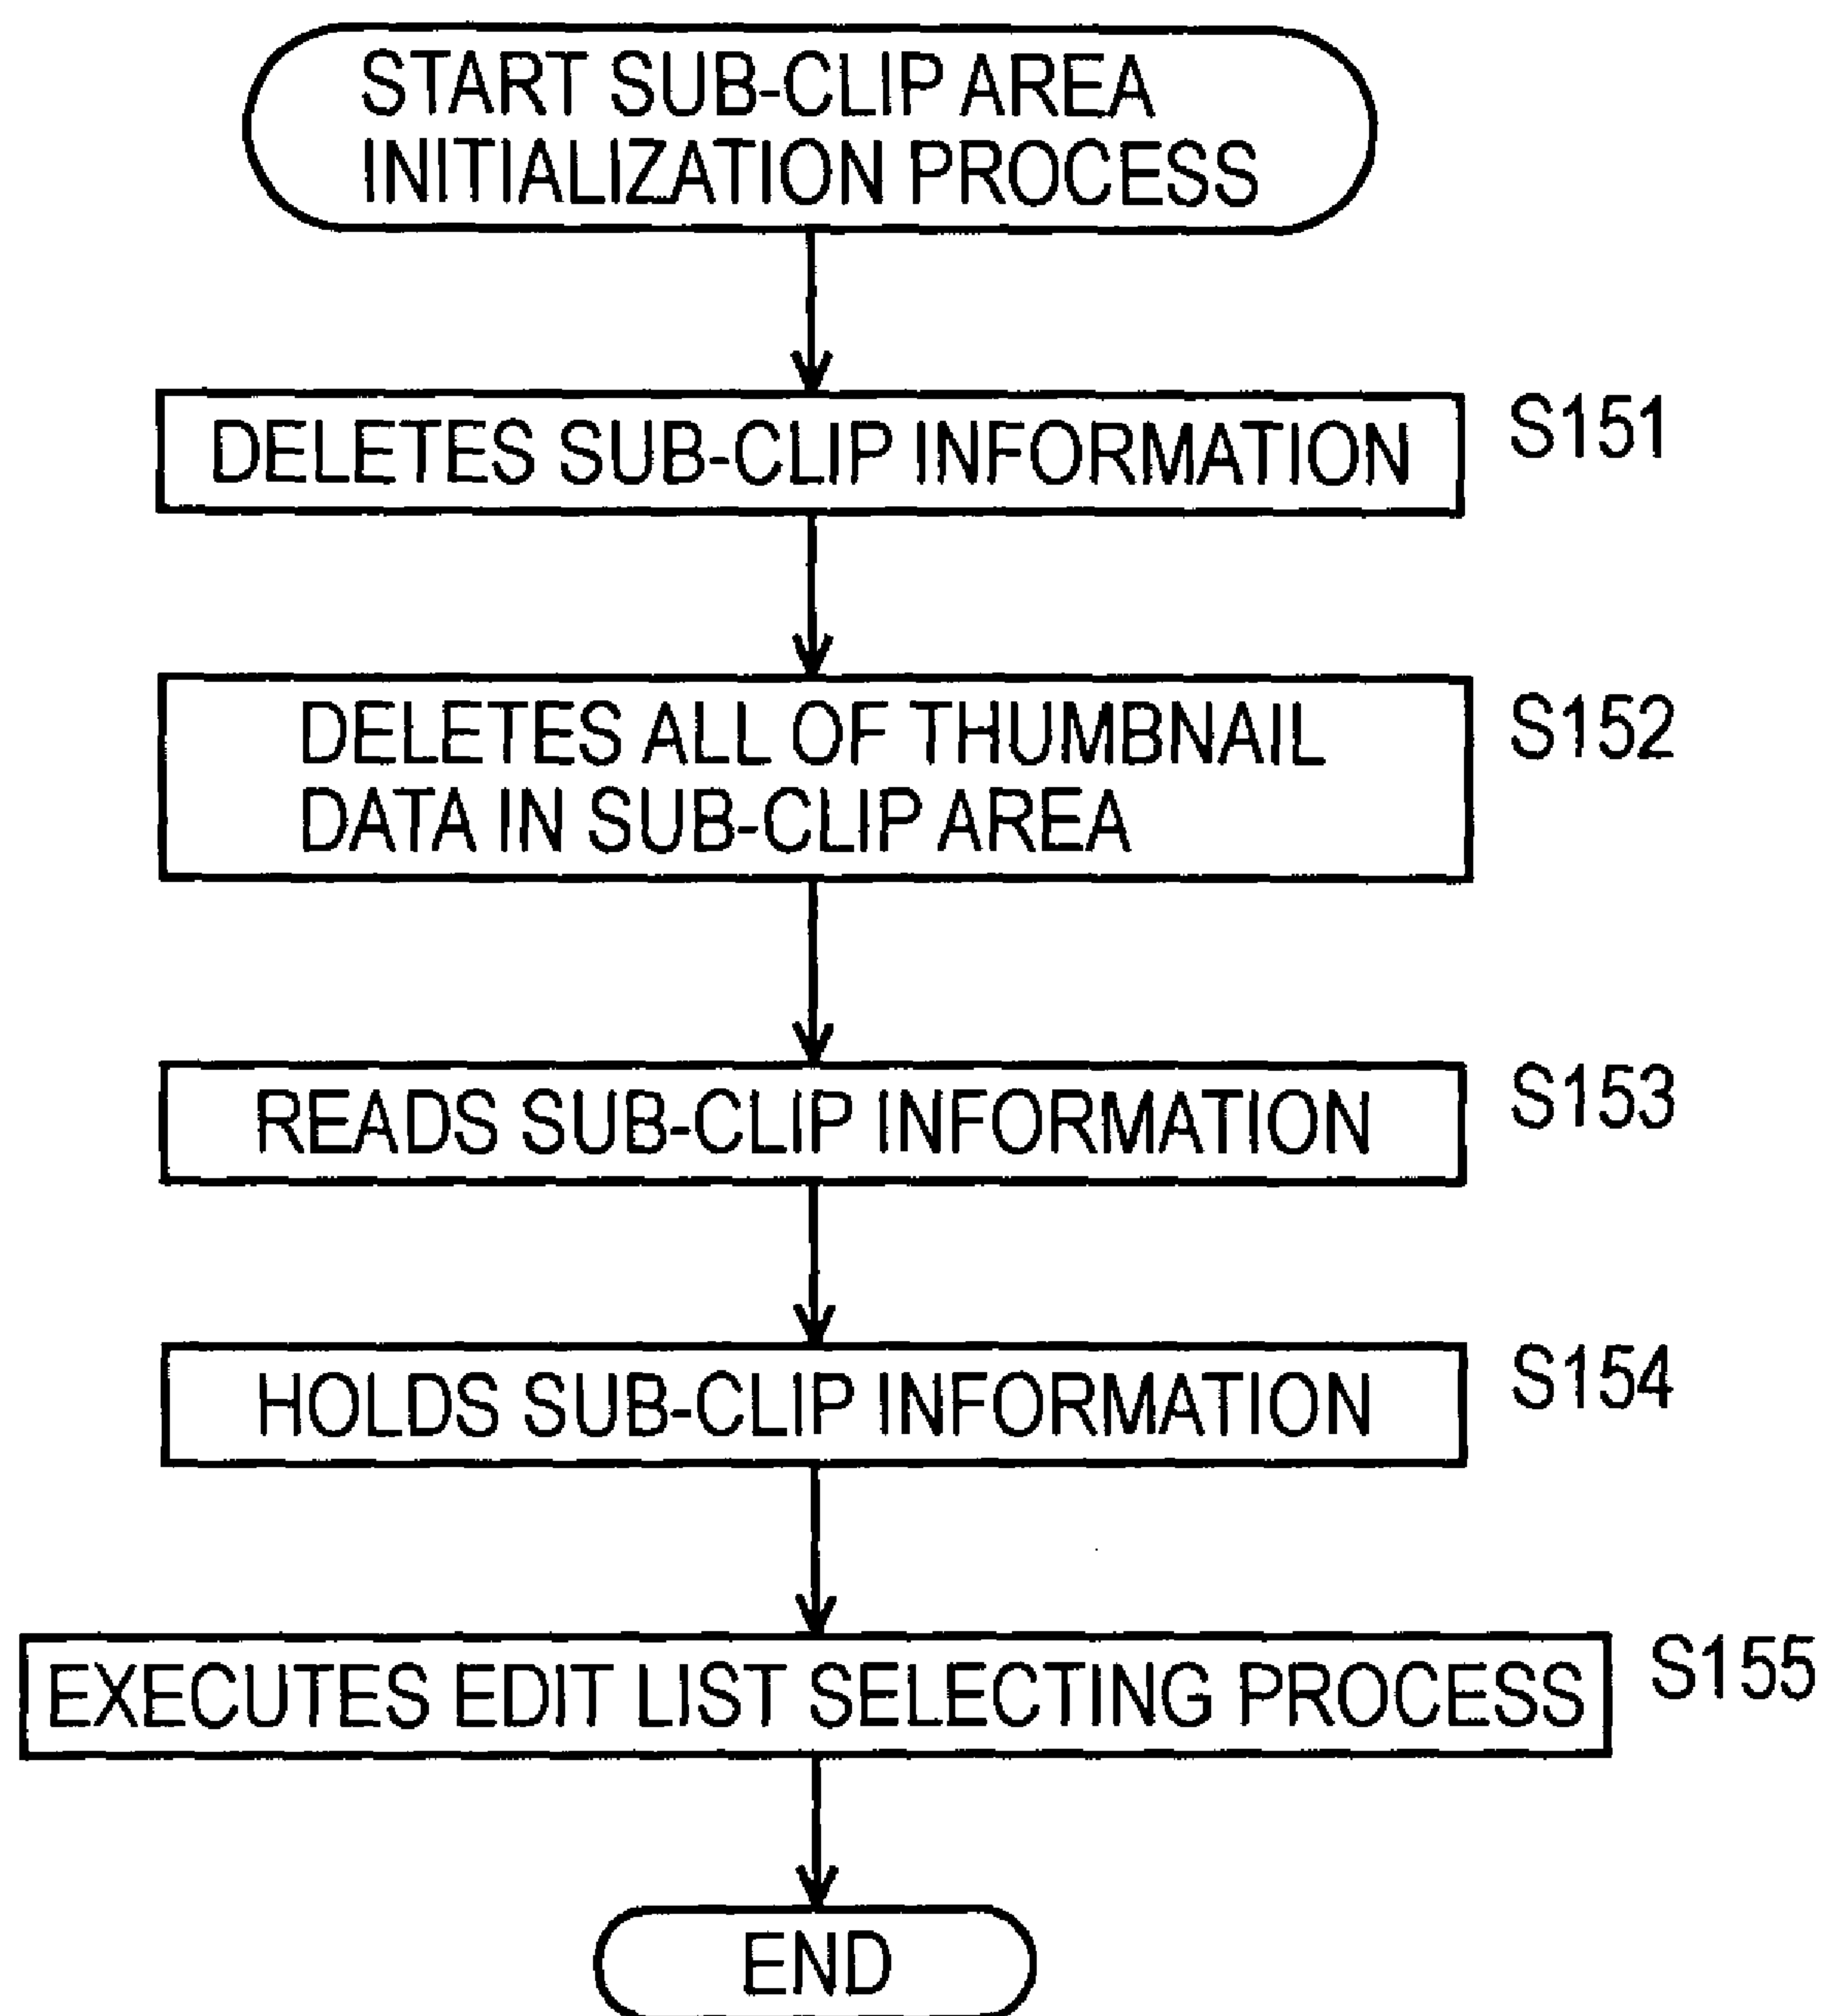 START SUB-CLIP AREA
INITIALIZATION PROCESS
DELETES SUB-CLIP INFORMATION
S151
DELETES ALL OF THUMBNAIL
DATA IN SUB-CLIP AREA
S152
READS SUB-CLIP INFORMATION
S153
HOLDS SUB-CLIP INFORMATION
S154
EXECUTES EDIT LIST SELECTING PROCESS
S155
END